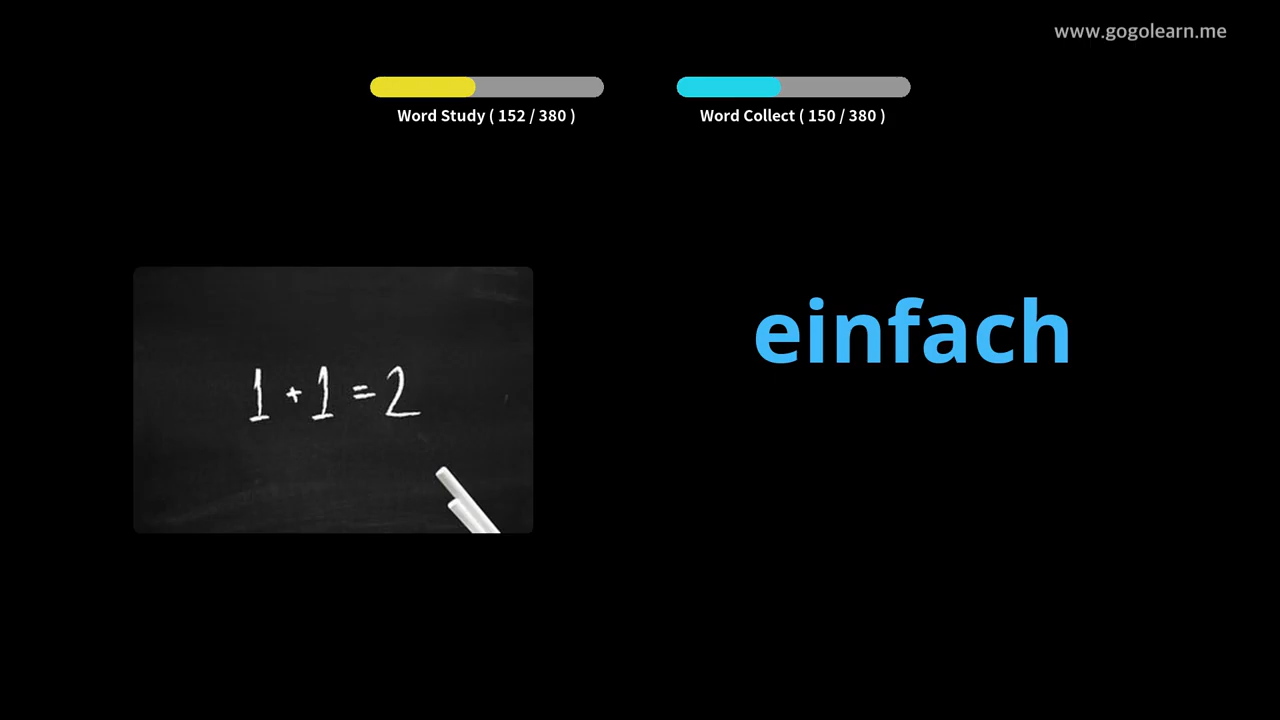 www.gogolearn.me
Word Study ( 152 / 380 )
Word Collect ( 150 / 380 )
einfach
1 + 1 = 2